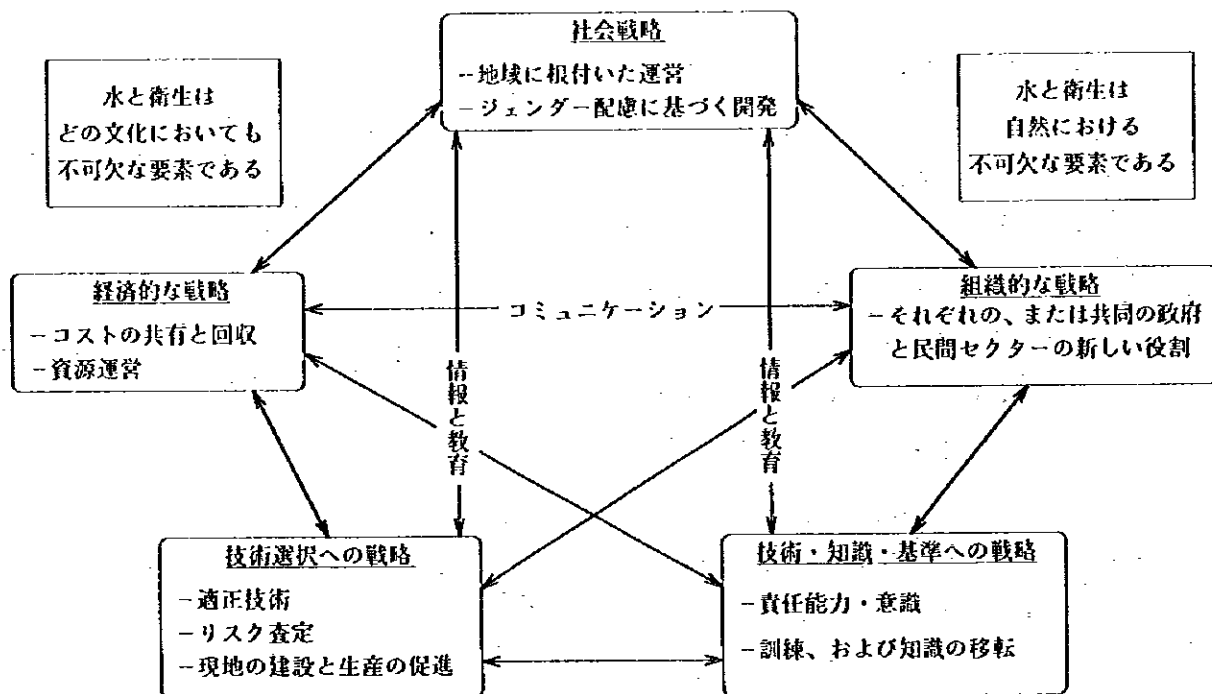 社会戦略
－地域に根付いた運営
－ジェンダー配慮に基づく開発
水と衛生は
どの文化においても
不可欠な要素である
水と衛生は
自然における
不可欠な要素である
経済的な戦略
－コストの共有と回収
－資源運営
コミュニケーション
組織的な戦略
－それぞれの、または共同の政府
と民間セクターの新しい役割
情報と教育
情報と教育
技術選択への戦略
－適正技術
－リスク査定
－現地の建設と生産の促進
技術・知識・基準への戦略
－責任能力・意識
－訓練、および知識の移転